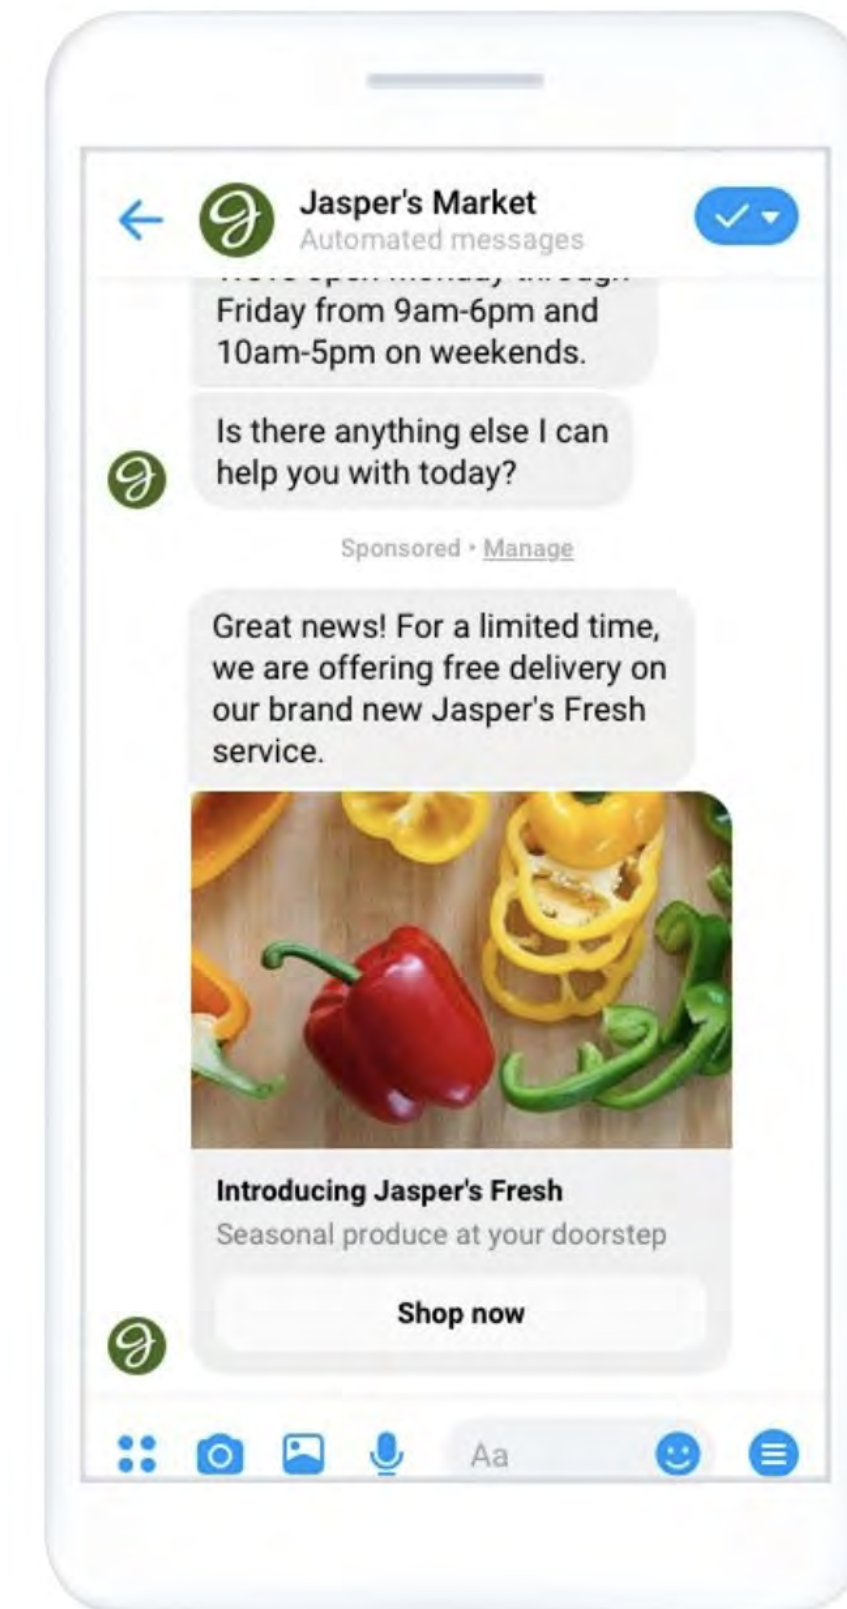 Jasper's Market
Automated messages
Friday from 9am-6pm and
10am-5pm on weekends.
Is there anything else I can
help you with today?
Sponsored • Manage
Great news! For a limited time,
we are offering free delivery on
our brand new Jasper's Fresh
service.
Introducing Jasper's Fresh
Seasonal produce at your doorstep
Shop now
Aa